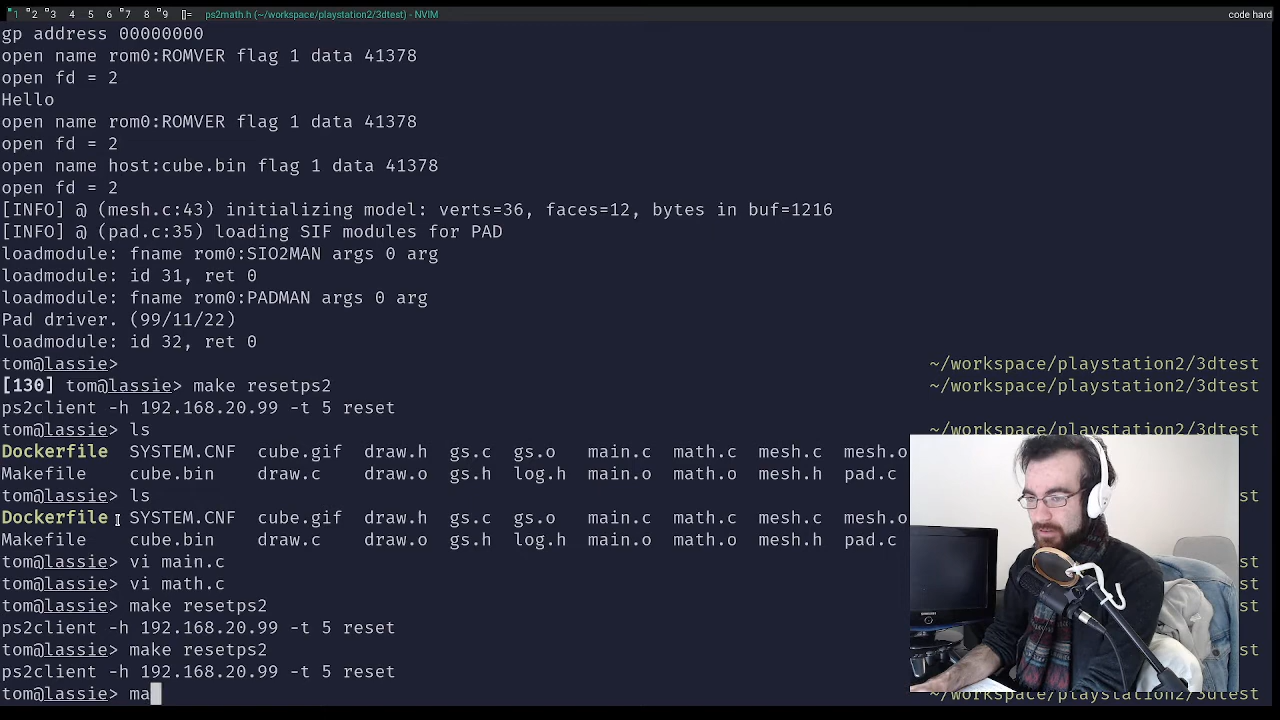 1 2 3 4 5 6 7 8 9 []= ps2math.h (~/workspace/playstation2/3dtest) - NVIM code hard
gp address 00000000
open name rom0:ROMVER flag 1 data 41378
open fd = 2
Hello
open name rom0:ROMVER flag 1 data 41378
open fd = 2
open name host:cube.bin flag 1 data 41378
open fd = 2
[INFO] @ (mesh.c:43) initializing model: verts=36, faces=12, bytes in buf=1216
[INFO] @ (pad.c:35) loading SIF modules for PAD
loadmodule: fname rom0:SIO2MAN args 0 arg
loadmodule: id 31, ret 0
loadmodule: fname rom0:PADMAN args 0 arg
Pad driver. (99/11/22)
loadmodule: id 32, ret 0
tom@lassie> ~/workspace/playstation2/3dtest
[130] tom@lassie> make resetps2 ~/workspace/playstation2/3dtest
ps2client -h 192.168.20.99 -t 5 reset
tom@lassie> ls ~/workspace/playstation2/3dtest
Dockerfile SYSTEM.CNF cube.gif draw.h gs.c gs.o main.c math.c mesh.c mesh.o
Makefile cube.bin draw.c draw.o gs.h log.h main.o math.o mesh.h pad.c
tom@lassie> ls st
Dockerfile SYSTEM.CNF cube.gif draw.h gs.c gs.o main.c math.c mesh.c mesh.o
Makefile cube.bin draw.c draw.o gs.h log.h main.o math.o mesh.h pad.c
tom@lassie> vi main.c st
tom@lassie> vi math.c st
tom@lassie> make resetps2 st
ps2client -h 192.168.20.99 -t 5 reset
tom@lassie> make resetps2 st
ps2client -h 192.168.20.99 -t 5 reset
tom@lassie> ma ~/workspace/playstation2/3dtest